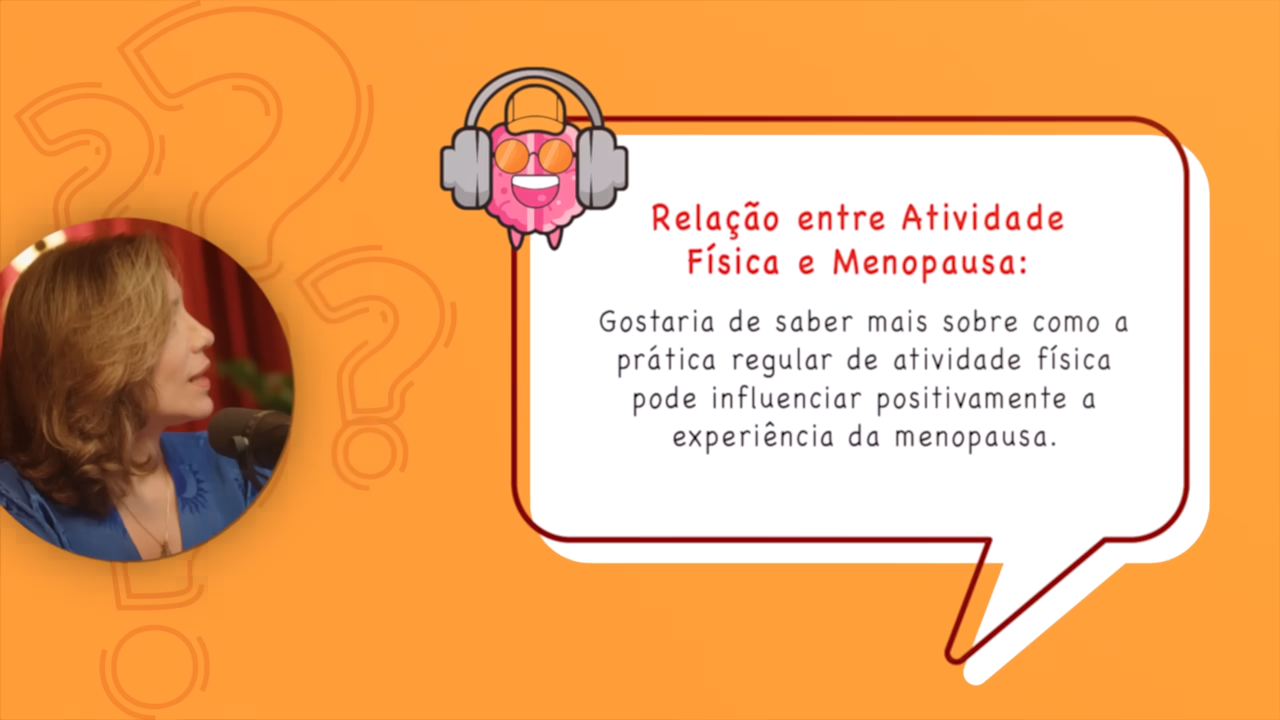 Relação entre Atividade
Física e Menopausa:
Gostaria de saber mais sobre como a
prática regular de atividade física
pode influenciar positivamente a
experiência da menopausa.